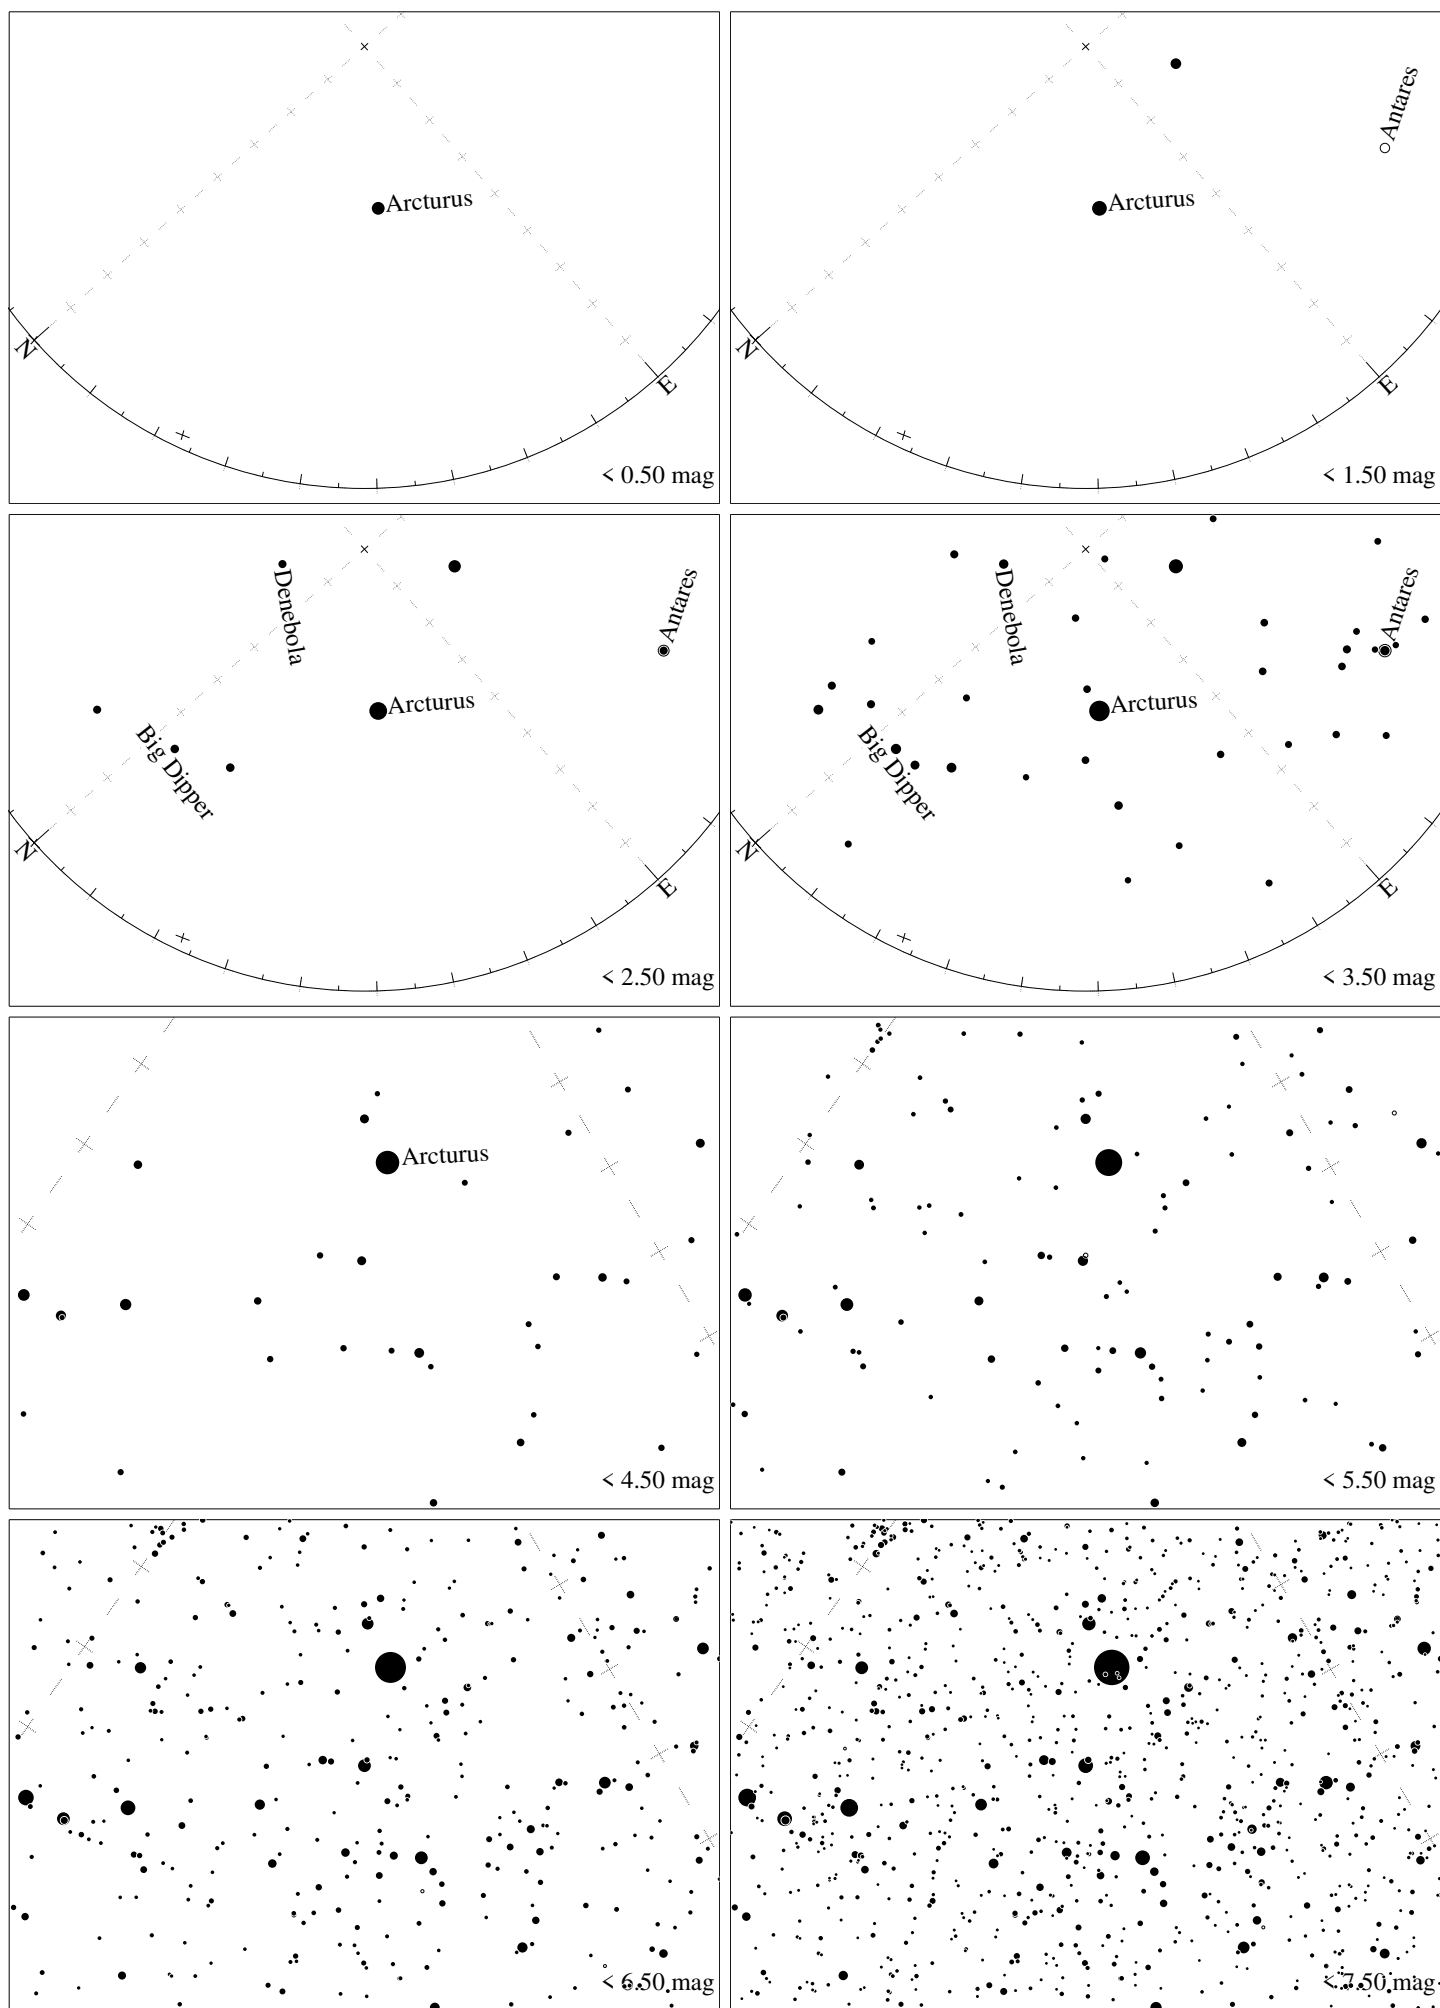 Arcturus
N
E
< 0.50 mag
Antares
Arcturus
N
E
< 1.50 mag
Denebola
Antares
Arcturus
Big Dipper
N
E
< 2.50 mag
Denebola
Antares
Arcturus
Big Dipper
N
E
< 3.50 mag
Arcturus
< 4.50 mag
< 5.50 mag
< 6.50 mag
< 7.50 mag